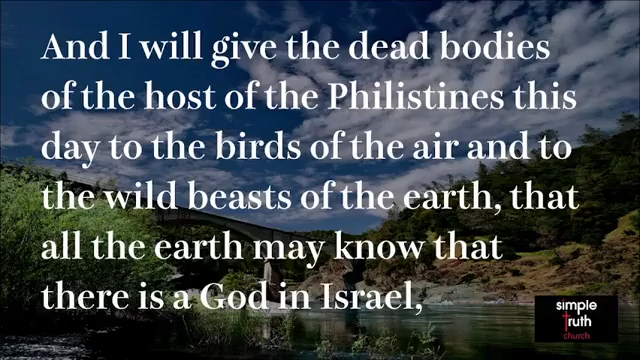 And I will give the dead bodies
of the host of the Philistines this
day to the birds of the air and to
the wild beasts of the earth, that
all the earth may know that
there is a God in Israel,
simple
truth
church